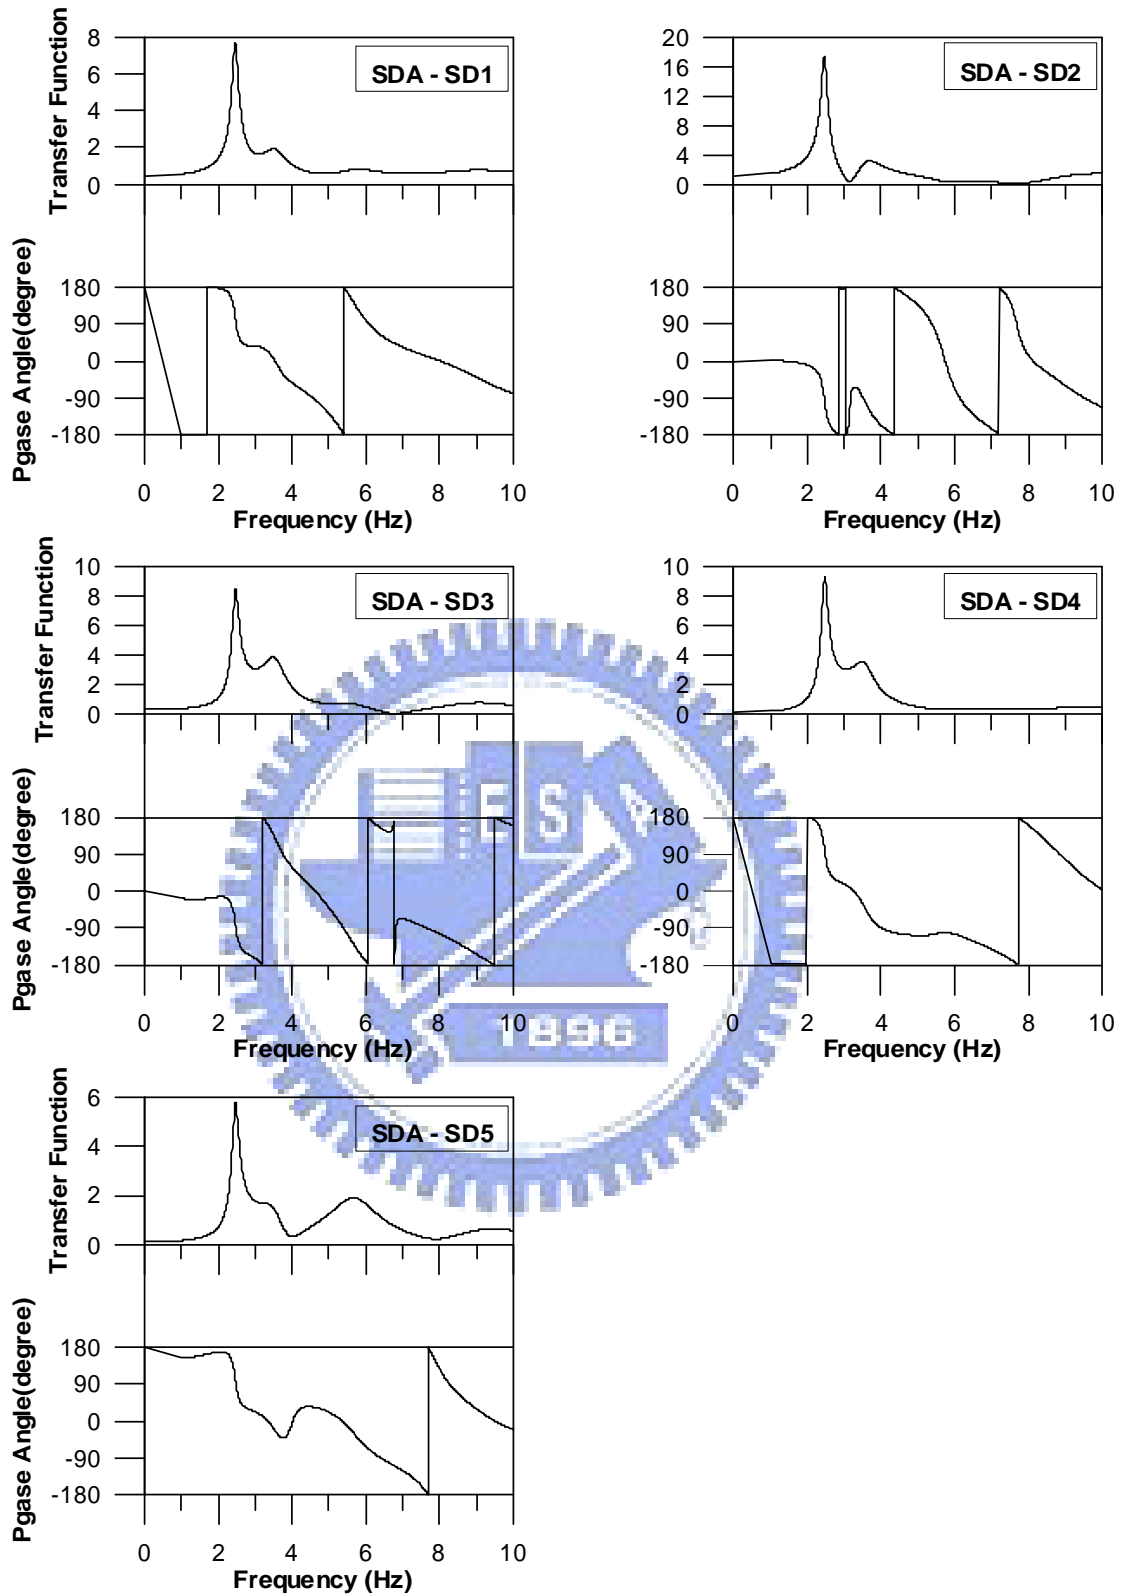 SDA - SD1
Transfer Function
8
6
4
2
0
Pgase Angle(degree)
180
90
0
-90
-180
0 2 4 6 8 10
Frequency (Hz)
SDA - SD2
20
16
12
8
4
0
180
90
0
-90
-180
0 2 4 6 8 10
Frequency (Hz)
SDA - SD3
Transfer Function
10
8
6
4
2
0
Pgase Angle(degree)
180
90
0
-90
-180
0 2 4 6 8 10
Frequency (Hz)
SDA - SD4
10
8
6
4
2
0
180
90
0
-90
-180
0 2 4 6 8 10
Frequency (Hz)
E S A
1896
SDA - SD5
Transfer Function
6
4
2
0
Pgase Angle(degree)
180
90
0
-90
-180
0 2 4 6 8 10
Frequency (Hz)